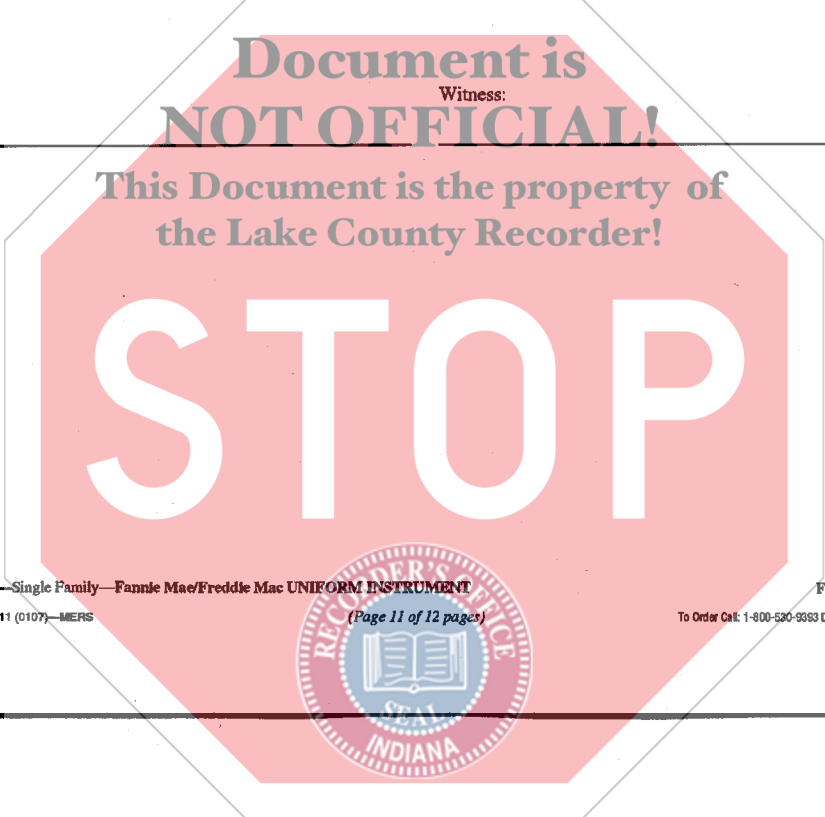 Document is
Witness:
NOT OFFICIAL!
This Document is the property of
the Lake County Recorder!
STOP
—Single Family—Fannie Mae/Freddie Mac UNIFORM INSTRUMENT F
11 (0107)—MERS (Page 11 of 12 pages) To Order Call: 1-800-530-9393
RECORDER'S OFFICE
SEAL
INDIANA